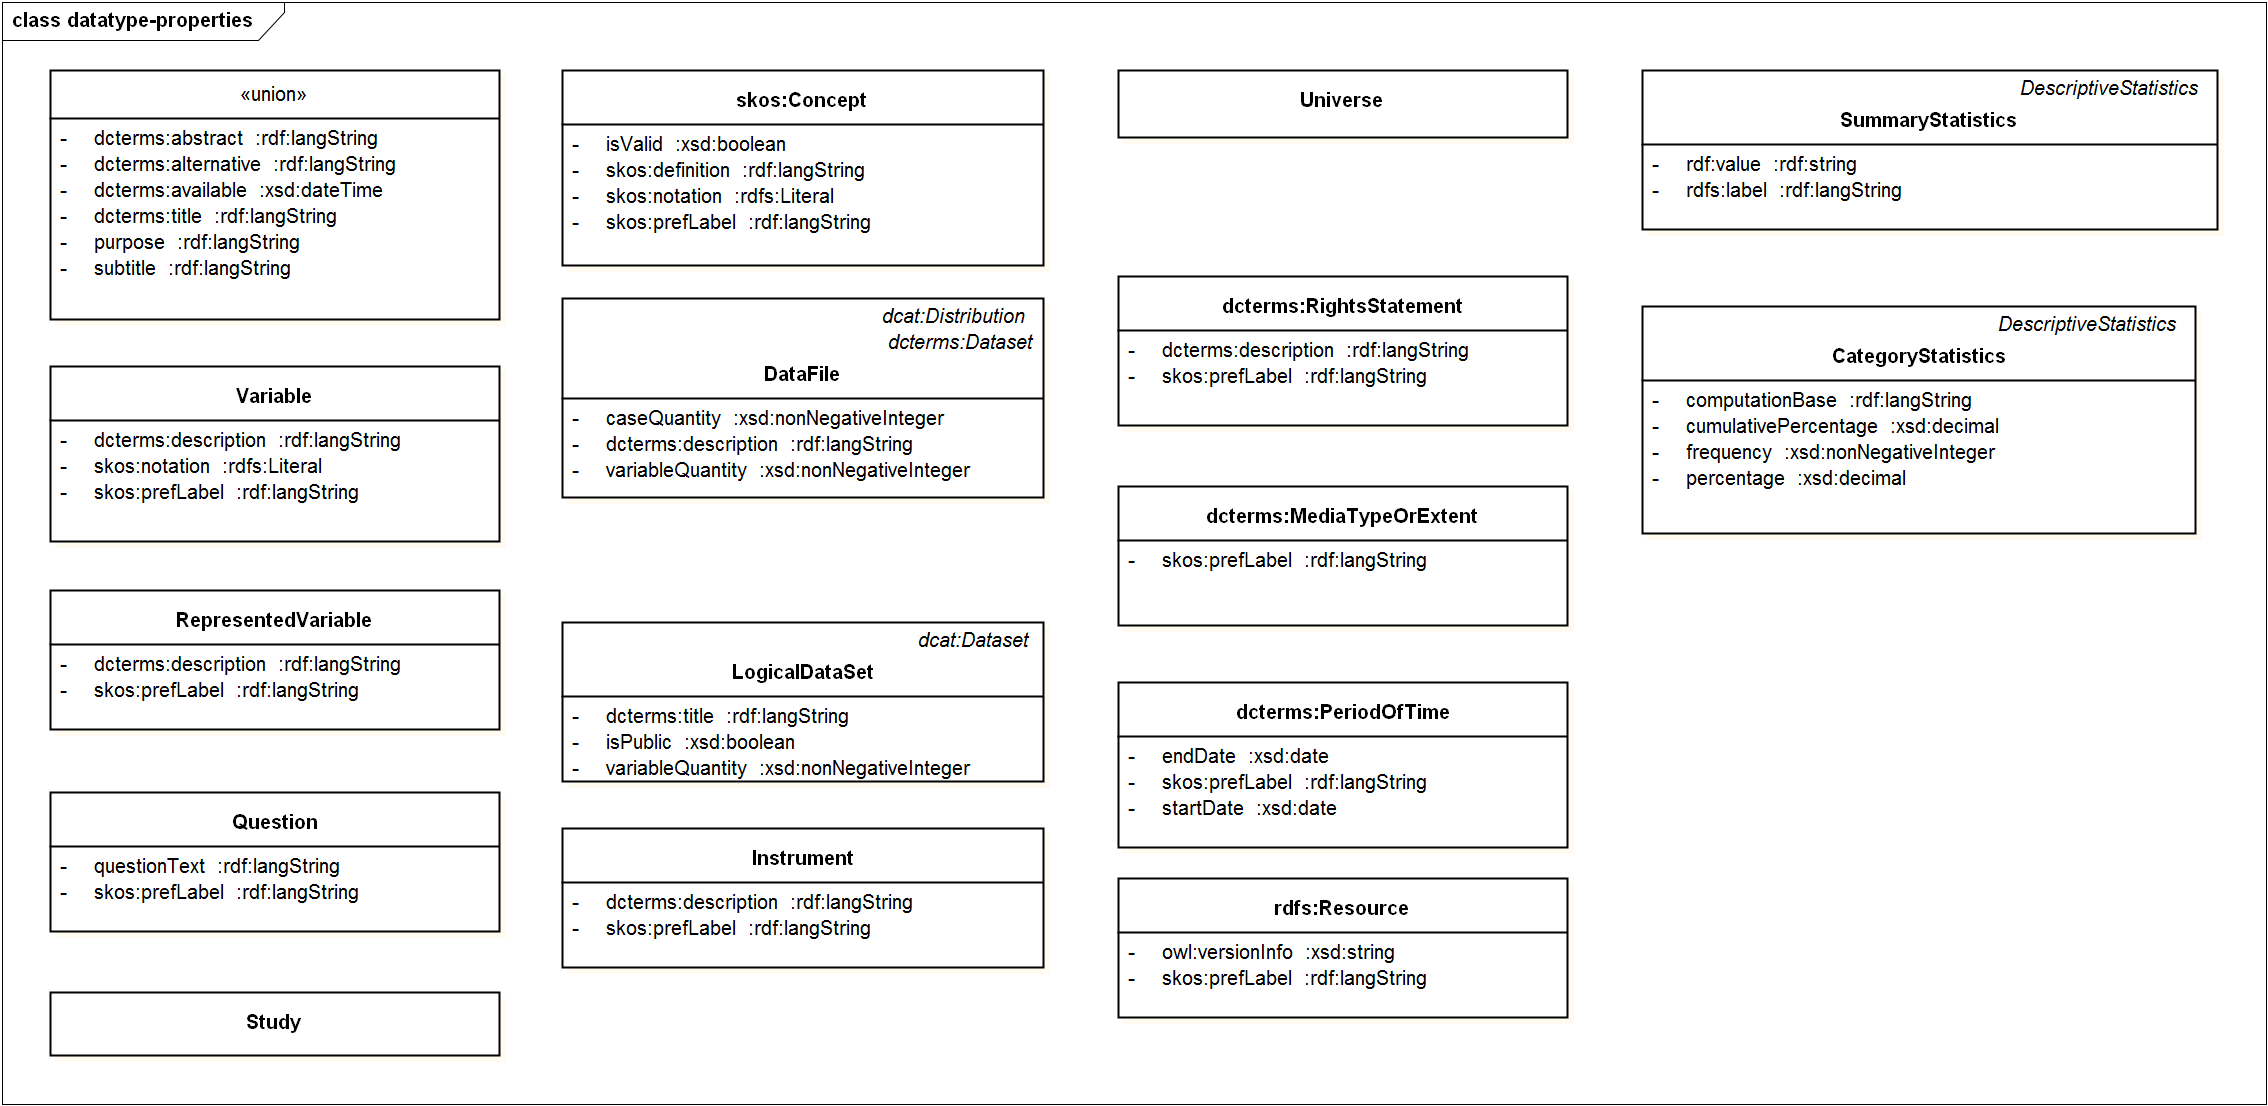 class datatype-properties
«union»
- dcterms:abstract :rdf:langString
- dcterms:alternative :rdf:langString
- dcterms:available :xsd:dateTime
- dcterms:title :rdf:langString
- purpose :rdf:langString
- subtitle :rdf:langString
Variable
- dcterms:description :rdf:langString
- skos:notation :rdfs:Literal
- skos:prefLabel :rdf:langString
RepresentedVariable
- dcterms:description :rdf:langString
- skos:prefLabel :rdf:langString
Question
- questionText :rdf:langString
- skos:prefLabel :rdf:langString
Study
skos:Concept
- isValid :xsd:boolean
- skos:definition :rdf:langString
- skos:notation :rdfs:Literal
- skos:prefLabel :rdf:langString
dcat:Distribution
dcterms:Dataset
DataFile
- caseQuantity :xsd:nonNegativeInteger
- dcterms:description :rdf:langString
- variableQuantity :xsd:nonNegativeInteger
dcat:Dataset
LogicalDataSet
- dcterms:title :rdf:langString
- isPublic :xsd:boolean
- variableQuantity :xsd:nonNegativeInteger
Instrument
- dcterms:description :rdf:langString
- skos:prefLabel :rdf:langString
Universe
dcterms:RightsStatement
- dcterms:description :rdf:langString
- skos:prefLabel :rdf:langString
dcterms:MediaTypeOrExtent
- skos:prefLabel :rdf:langString
dcterms:PeriodOfTime
- endDate :xsd:date
- skos:prefLabel :rdf:langString
- startDate :xsd:date
rdfs:Resource
- owl:versionInfo :xsd:string
- skos:prefLabel :rdf:langString
DescriptiveStatistics
SummaryStatistics
- rdf:value :rdf:string
- rdfs:label :rdf:langString
DescriptiveStatistics
CategoryStatistics
- computationBase :rdf:langString
- cumulativePercentage :xsd:decimal
- frequency :xsd:nonNegativeInteger
- percentage :xsd:decimal